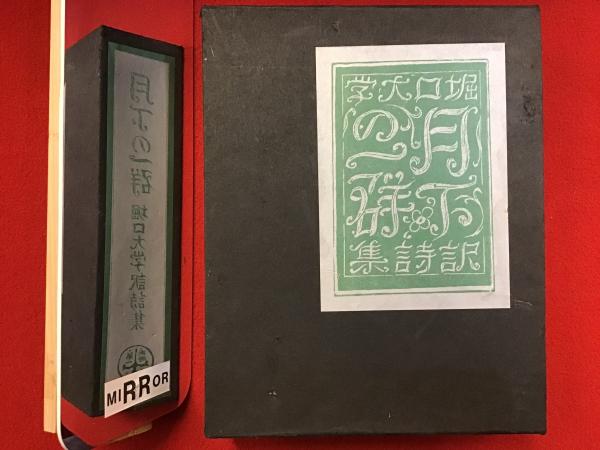 堀口大学
月下
の一群
訳詩集
月下の一群
堀口大学訳詩集
MIRROR